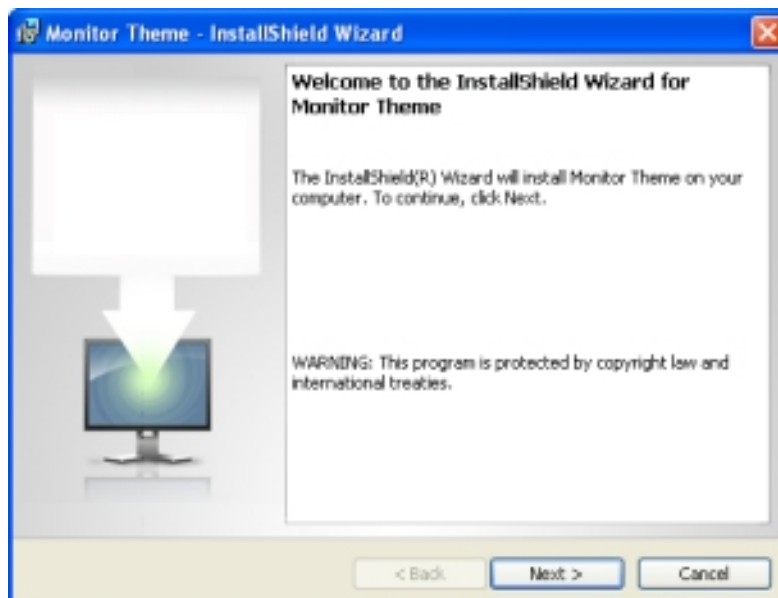 Monitor Theme - InstallShield Wizard
Welcome to the InstallShield Wizard for
Monitor Theme
The InstallShield(R) Wizard will install Monitor Theme on your
computer. To continue, click Next.
WARNING: This program is protected by copyright law and
international treaties.
< Back
Next >
Cancel